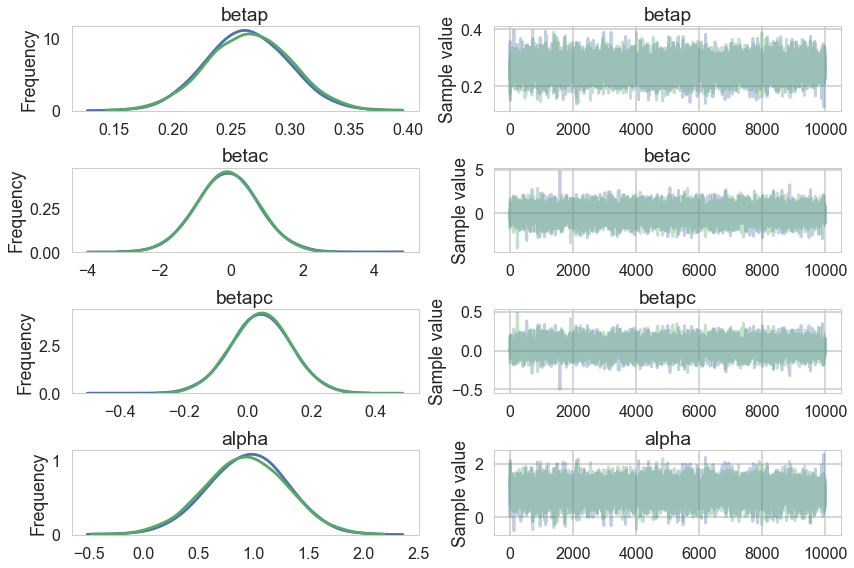 betap betap
Frequency 10 0 Sample value 0.4 0.2
0.15 0.20 0.25 0.30 0.35 0.40 0 2000 4000 6000 8000 10000
betac betac
Frequency 0.25 0.00 Sample value 5 0
−4 −2 0 2 4 0 2000 4000 6000 8000 10000
betapc betapc
Frequency 2.5 0.0 Sample value 0.5 0.0 −0.5
−0.4 −0.2 0.0 0.2 0.4 0 2000 4000 6000 8000 10000
alpha alpha
Frequency 1 0 Sample value 2 0
−0.5 0.0 0.5 1.0 1.5 2.0 2.5 0 2000 4000 6000 8000 10000